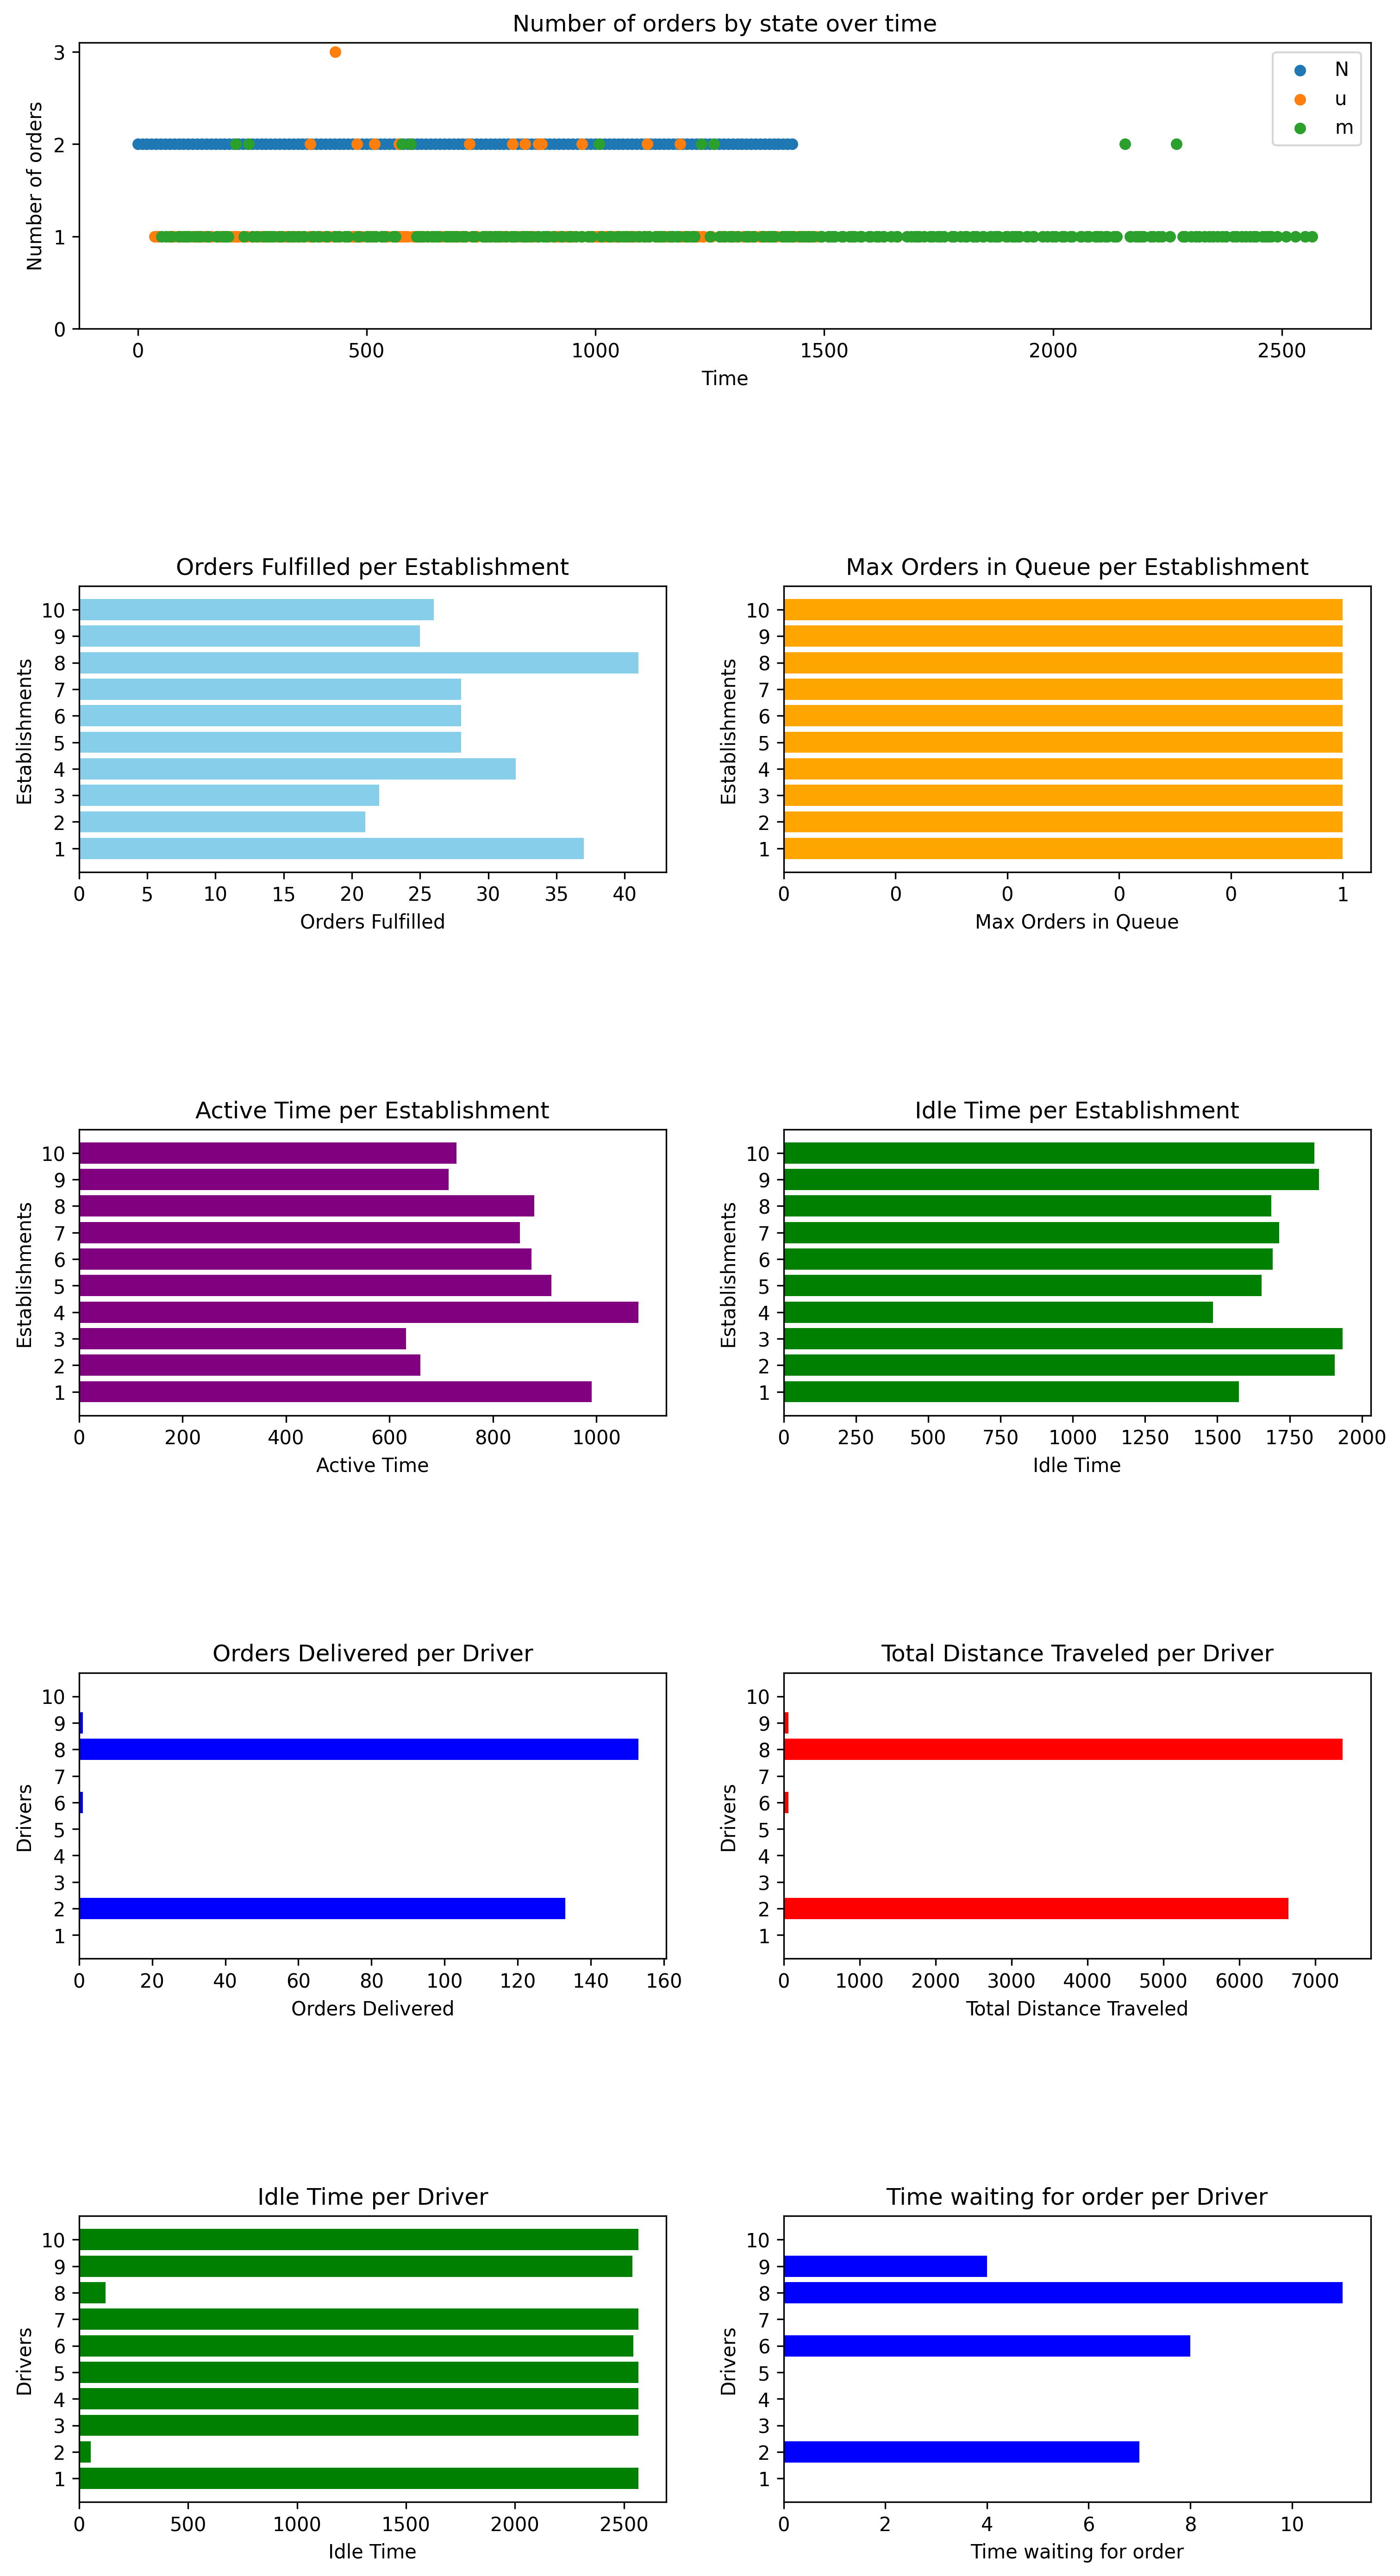 Number of orders by state over time
Number of orders
3
2
1
0
N
u
m
0 500 1000 1500 2000 2500
Time
Orders Fulfilled per Establishment
Establishments
10
9
8
7
6
5
4
3
2
1
0 5 10 15 20 25 30 35 40
Orders Fulfilled
Max Orders in Queue per Establishment
Establishments
10
9
8
7
6
5
4
3
2
1
0 0 0 0 0 1
Max Orders in Queue
Active Time per Establishment
Establishments
10
9
8
7
6
5
4
3
2
1
0 200 400 600 800 1000
Active Time
Idle Time per Establishment
Establishments
10
9
8
7
6
5
4
3
2
1
0 250 500 750 1000 1250 1500 1750 2000
Idle Time
Orders Delivered per Driver
Drivers
10
9
8
7
6
5
4
3
2
1
0 20 40 60 80 100 120 140 160
Orders Delivered
Total Distance Traveled per Driver
Drivers
10
9
8
7
6
5
4
3
2
1
0 1000 2000 3000 4000 5000 6000 7000
Total Distance Traveled
Idle Time per Driver
Drivers
10
9
8
7
6
5
4
3
2
1
0 500 1000 1500 2000 2500
Idle Time
Time waiting for order per Driver
Drivers
10
9
8
7
6
5
4
3
2
1
0 2 4 6 8 10
Time waiting for order